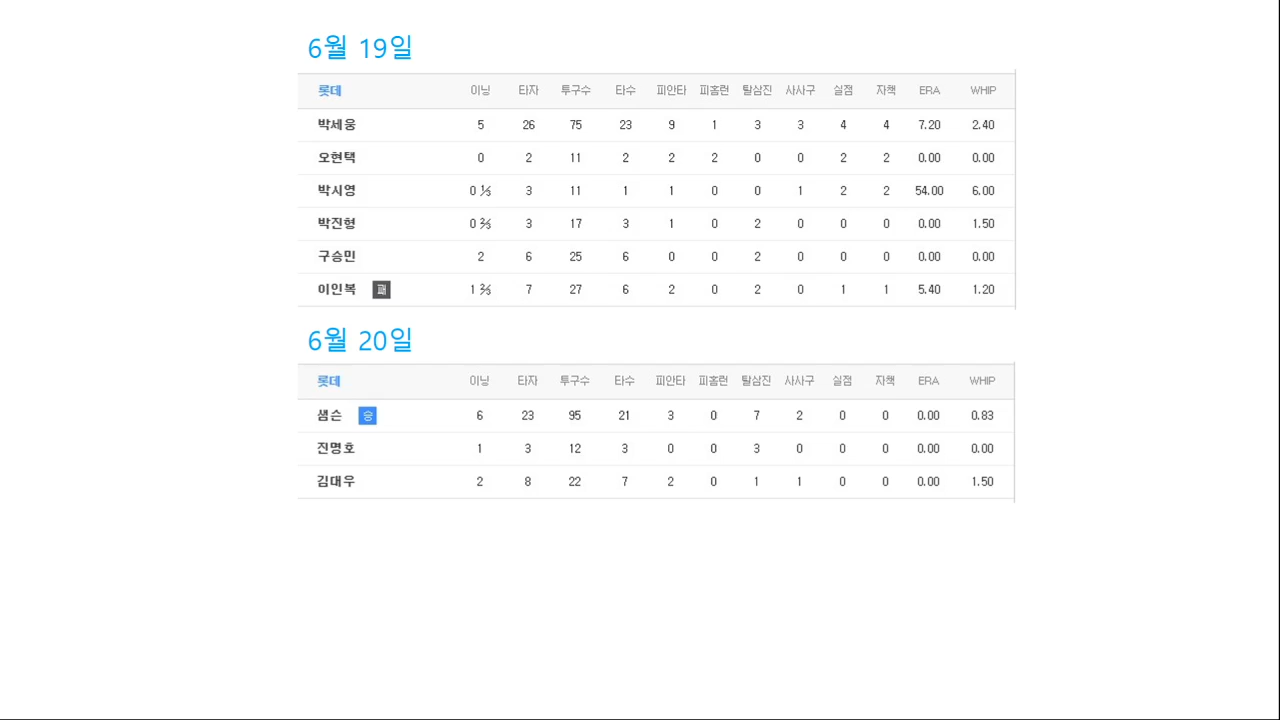 6월 19일
롯데 이닝 타자 투구수 타수 피안타 피홈런 탈삼진 사사구 실점 자책 ERA WHIP
박세웅 5 26 75 23 9 1 3 3 4 4 7.20 2.40
오현택 0 2 11 2 2 2 0 0 2 2 0.00 0.00
박시영 0 ⅓ 3 11 1 1 0 0 1 2 2 54.00 6.00
박진형 0 ⅔ 3 17 3 1 0 2 0 0 0 0.00 1.50
구승민 2 6 25 6 0 0 2 0 0 0 0.00 0.00
이인복 패 1 ⅔ 7 27 6 2 0 2 0 1 1 5.40 1.20
6월 20일
롯데 이닝 타자 투구수 타수 피안타 피홈런 탈삼진 사사구 실점 자책 ERA WHIP
샘슨 승 6 23 95 21 3 0 7 2 0 0 0.00 0.83
진명호 1 3 12 3 0 0 3 0 0 0 0.00 0.00
김대우 2 8 22 7 2 0 1 1 0 0 0.00 1.50